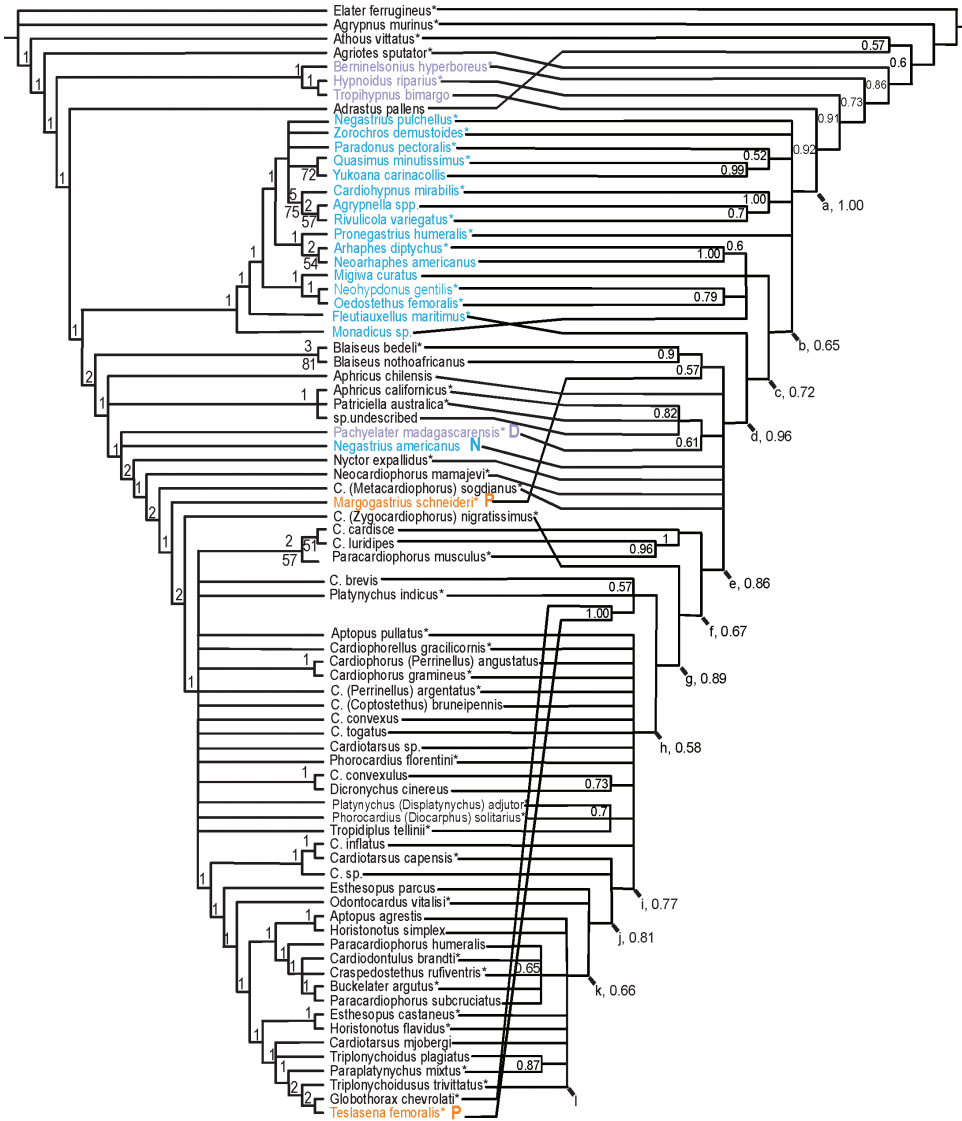 Elater ferrugineus*
Agrypnus murinus*
Athous vittatus* 0.57
1 Agriotes sputator* 0.6
1 Berninelsonius hyperboreus* 1 0.86
Hypnoidus riparius* 1 0.73
Tropihypnus bimargo 0.91
1 Adrastus pallens
Negastrius pulchellus*
Zorochros demustoides*
Paradonus pectoralis* 0.52 0.92
Quasimus minutissimus*
72 Yukoana carinacollis 0.99
1 1 Cardiohypnus mirabilis* 1.00
5 2 Agrypnella spp. a, 1.00
75 57 Rivulicola variegatus* 0.7
1 Pronegastrius humeralis*
2 Arhaphes diptychus* 0.6
54 Neoarhaphes americanus 1.00
1 1 Migiwa curatus
1 Neohypdonus gentilis* 0.79
1 Oedostethus femoralis*
Fleutiauxellus maritimus*
1 Monadicus sp.
b, 0.65
3 Blaiseus bedeli* 0.9
81 Blaiseus nothoafricanus 0.57
2 Aphricus chilensis c, 0.72
1 Aphricus californicus*
1 Patriciella australica* 0.82
sp.undescribed d, 0.96
Pachyelater madagascarensis* D 0.61
1 Negastrius americanus N
Nyctor expallidus*
2 Neocardiophorus mamajevi*
1 C. (Metacardiophorus) sogdianus*
Margogastrius schneideri* P
2 C. (Zygocardiophorus) nigratissimus*
C. cardisce 1
2 51 C. luridipes 0.96
57 Paracardiophorus musculus*
C. brevis 0.57 e, 0.86
2 Platynychus indicus*
1.00
f, 0.67
Aptopus pullatus*
Cardiophorellus gracilicornis*
1 Cardiophorus (Perrinellus) angustatus
Cardiophorus gramineus* g, 0.89
1 C. (Perrinellus) argentatus*
C. (Coptostethus) bruneipennis
C. convexus
C. togatus
Cardiotarsus sp. h, 0.58
Phorocardius florentini*
1 C. convexulus
Dicronychus cinereus 0.73
Platynychus (Displatynychus) adjutor*
Phorocardius (Diocarphus) solitarius* 0.7
Tropidiplus tellinii*
1 C. inflatus
1 Cardiotarsus capensis*
C. sp.
1 Esthesopus parcus
Odontocardus vitalisi* i, 0.77
1 1 Aptopus agrestis
1 1 Horistonotus simplex j, 0.81
1 Paracardiophorus humeralis
1 Cardiodontulus brandti* 0.65
1 Craspedostethus rufiventris*
1 Buckelater argutus* k, 0.66
Paracardiophorus subcruciatus
1 Esthesopus castaneus*
1 Horistonotus flavidus*
Cardiotarsus mjobergi
1 Triplonychoidus plagiatus
1 Paraplatynychus mixtus* 0.87
2 Triplonychoidusus trivittatus*
2 Globothorax chevrolati* l
Teslasena femoralis* P